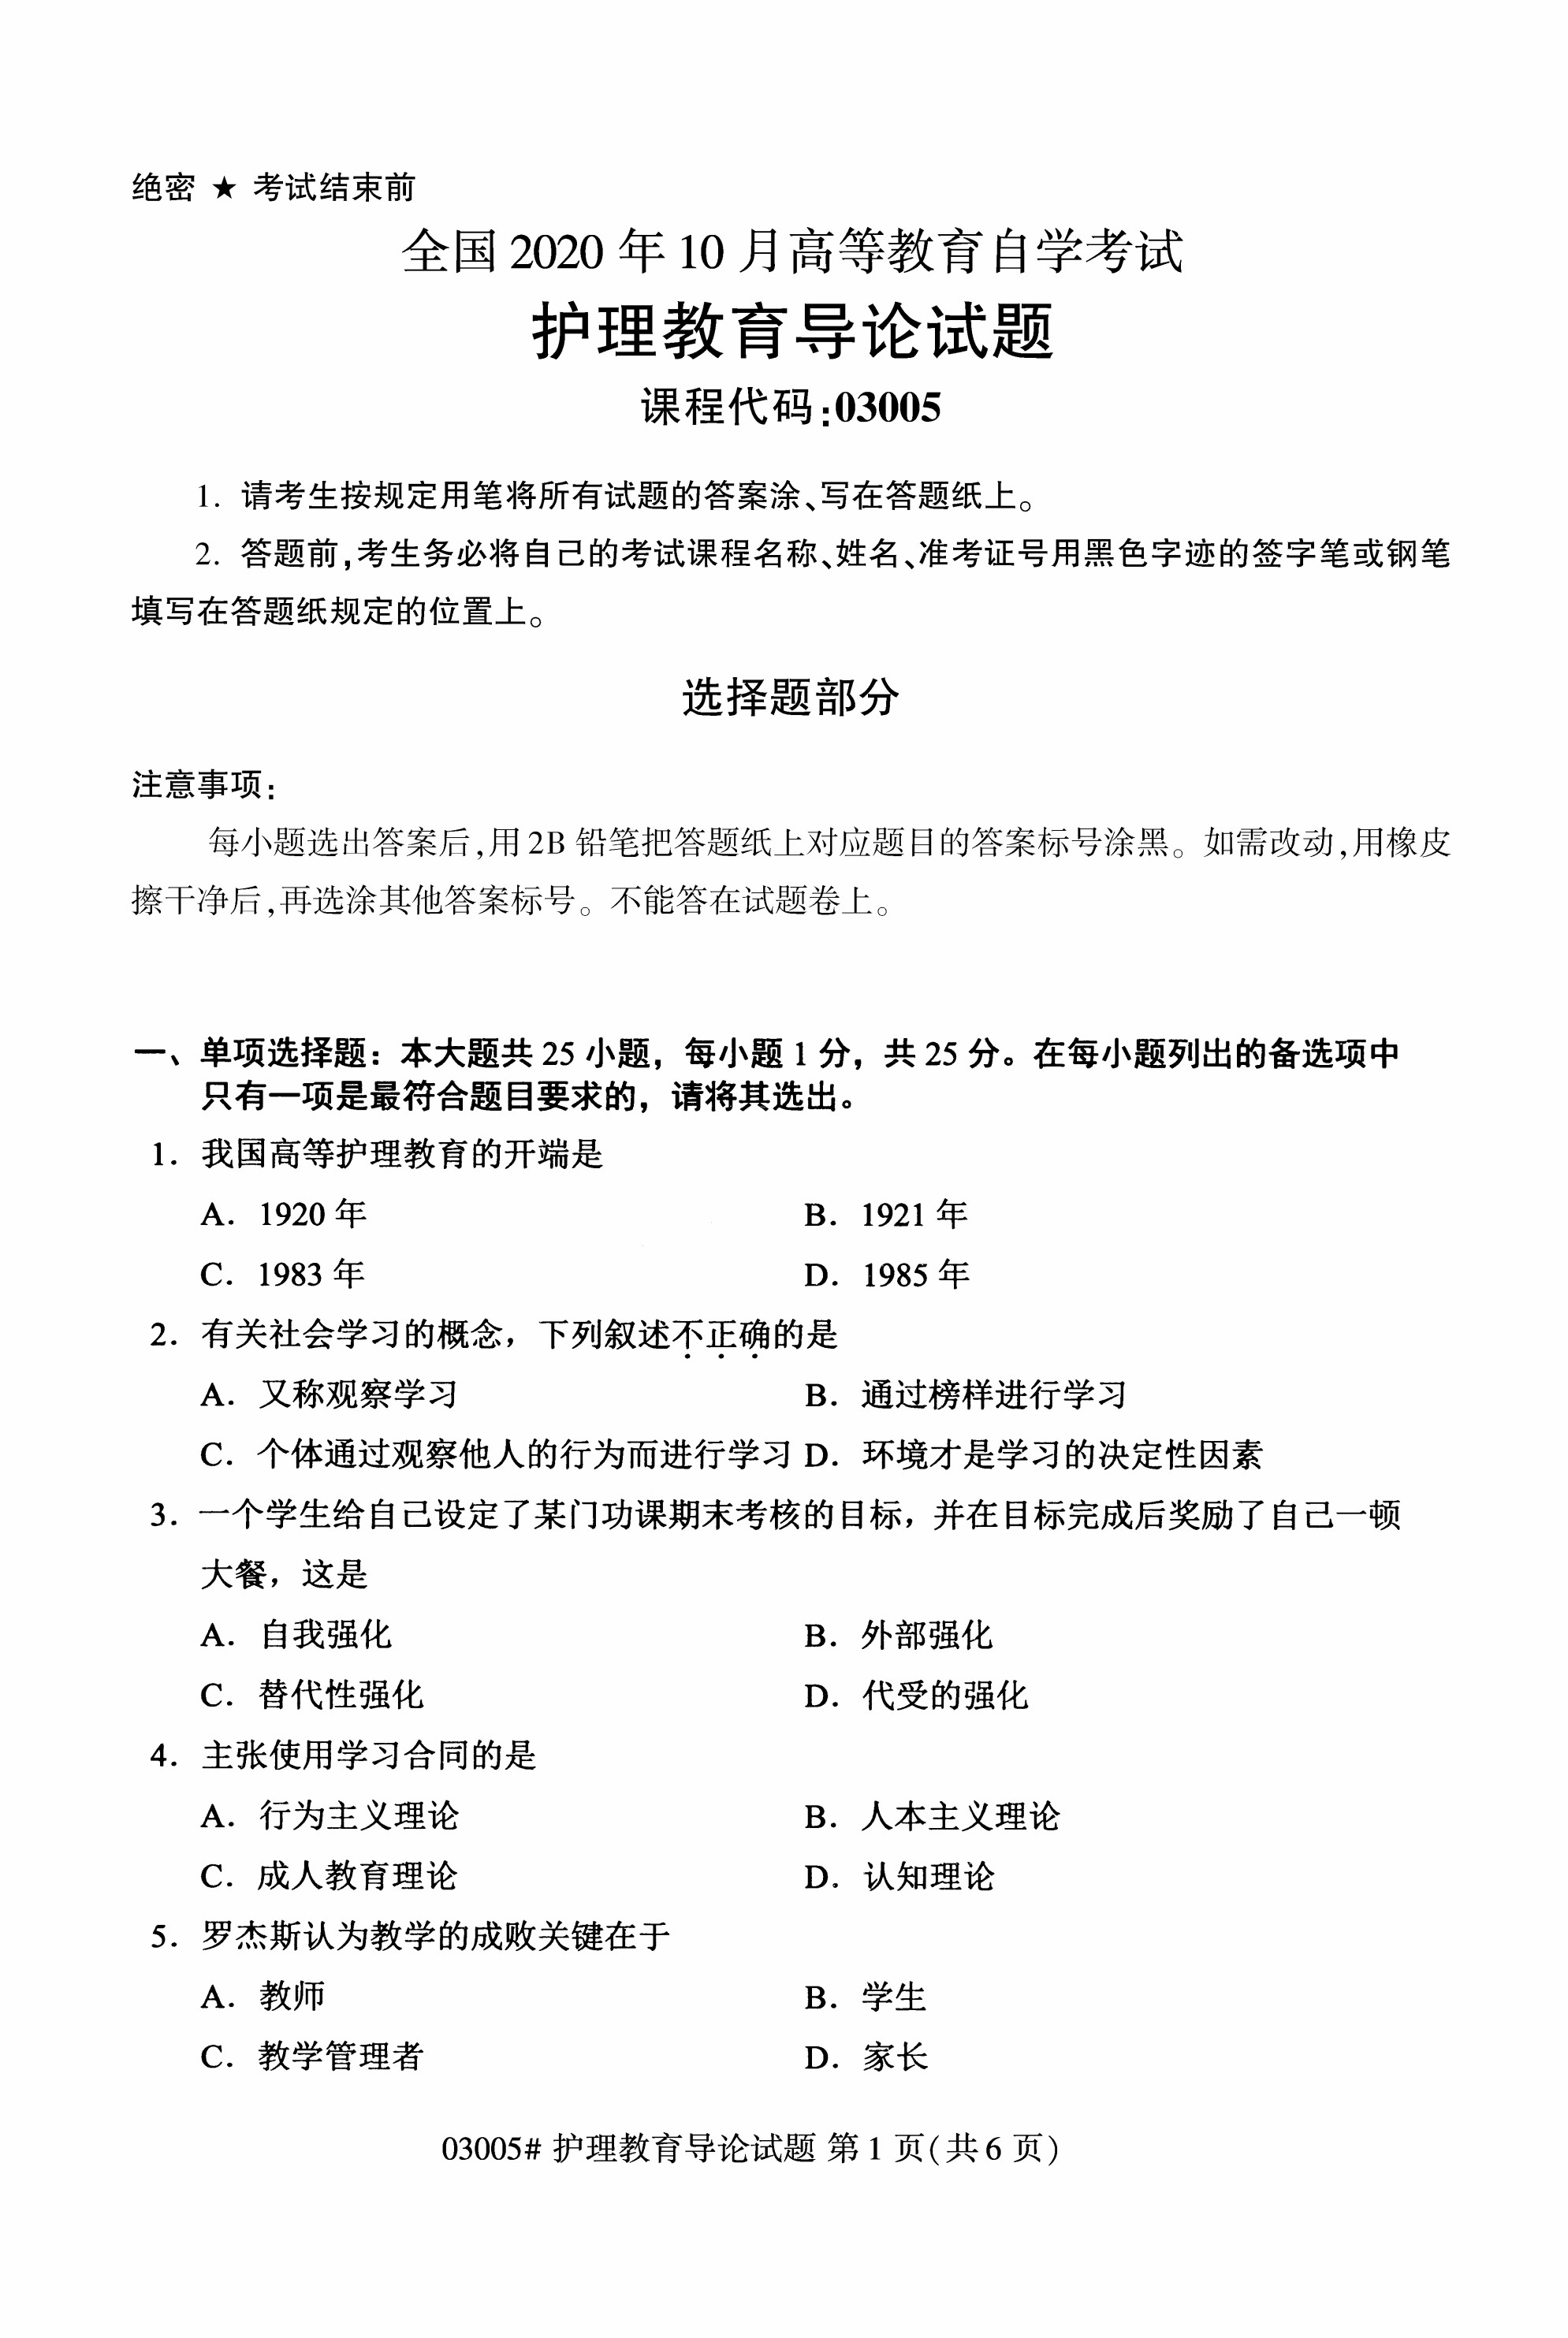 绝密 ★ 考试结束前
全国 2020 年 10 月高等教育自学考试
护理教育导论试题
课程代码:03005
1. 请考生按规定用笔将所有试题的答案涂、写在答题纸上。
2. 答题前,考生务必将自己的考试课程名称、姓名、准考证号用黑色字迹的签字笔或钢笔
填写在答题纸规定的位置上。
选择题部分
注意事项:
每小题选出答案后,用 2B 铅笔把答题纸上对应题目的答案标号涂黑。如需改动,用橡皮
擦干净后,再选涂其他答案标号。不能答在试题卷上。
一、单项选择题：本大题共 25 小题，每小题 1 分，共 25 分。在每小题列出的备选项中
只有一项是最符合题目要求的，请将其选出。
1. 我国高等护理教育的开端是
A. 1920 年 B. 1921 年
C. 1983 年 D. 1985 年
2. 有关社会学习的概念，下列叙述不正确的是
A. 又称观察学习 B. 通过榜样进行学习
C. 个体通过观察他人的行为而进行学习 D. 环境才是学习的决定性因素
3. 一个学生给自己设定了某门功课期末考核的目标，并在目标完成后奖励了自己一顿
大餐，这是
A. 自我强化 B. 外部强化
C. 替代性强化 D. 代受的强化
4. 主张使用学习合同的是
A. 行为主义理论 B. 人本主义理论
C. 成人教育理论 D. 认知理论
5. 罗杰斯认为教学的成败关键在于
A. 教师 B. 学生
C. 教学管理者 D. 家长
03005# 护理教育导论试题 第 1 页(共 6 页)